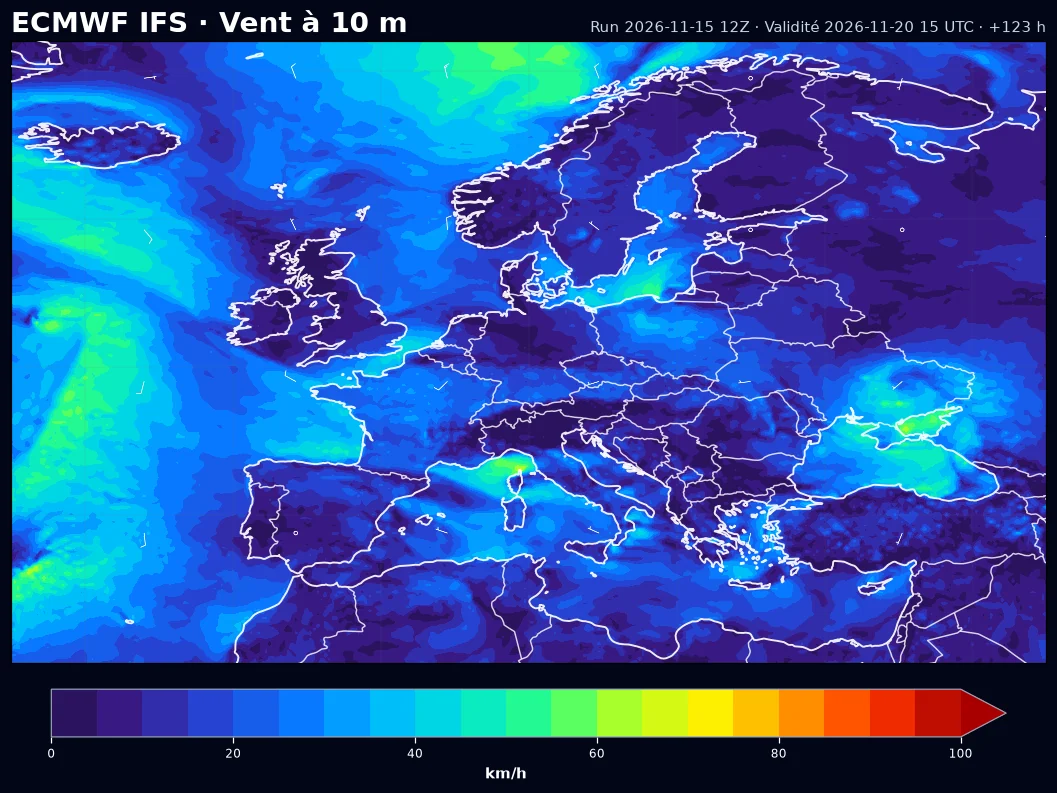 ECMWF IFS · Vent à 10 m
Run 2026-11-15 12Z · Validité 2026-11-20 15 UTC · +123 h
0 20 40 60 80 100
km/h